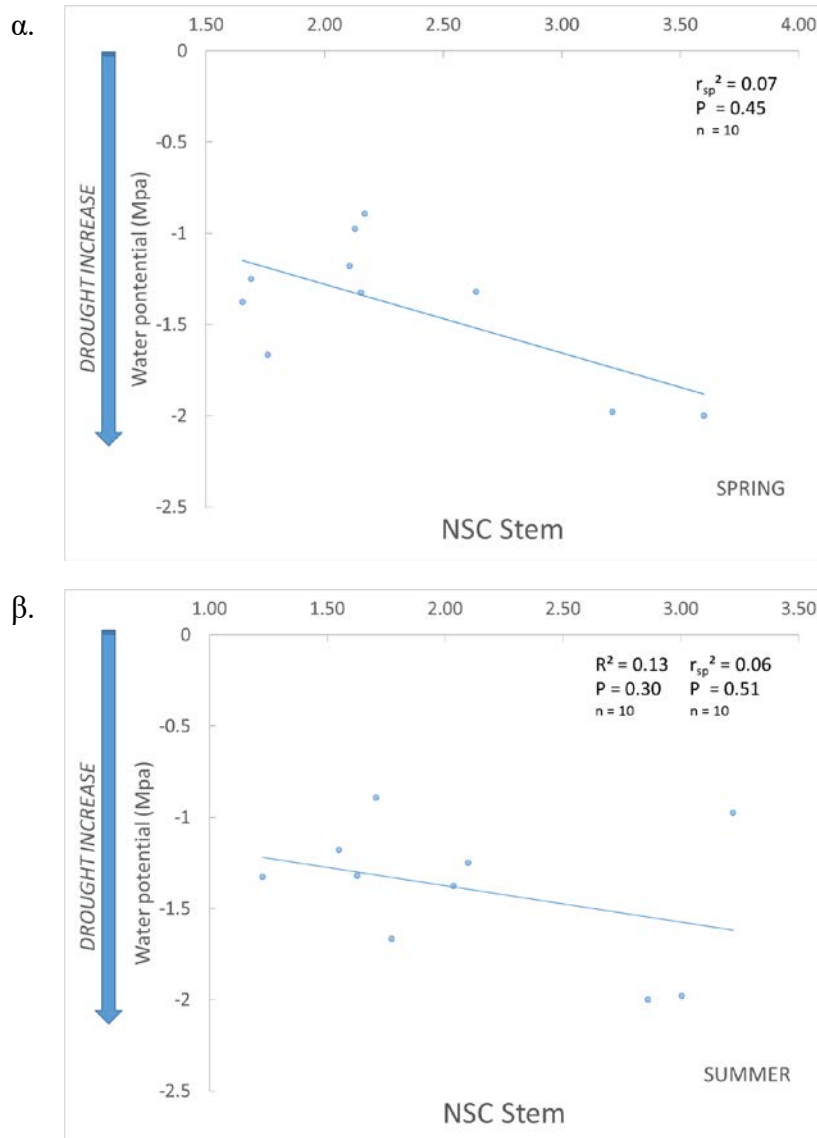 α.
1.50 2.00 2.50 3.00 3.50 4.00
0
-0.5
-1
-1.5
-2
-2.5
DROUGHT INCREASE
Water pontential (Mpa)
r_sp² = 0.07
P = 0.45
n = 10
SPRING
NSC Stem
β.
1.00 1.50 2.00 2.50 3.00 3.50
0
-0.5
-1
-1.5
-2
-2.5
DROUGHT INCREASE
Water potential (Mpa)
R² = 0.13 r_sp² = 0.06
P = 0.30 P = 0.51
n = 10 n = 10
SUMMER
NSC Stem